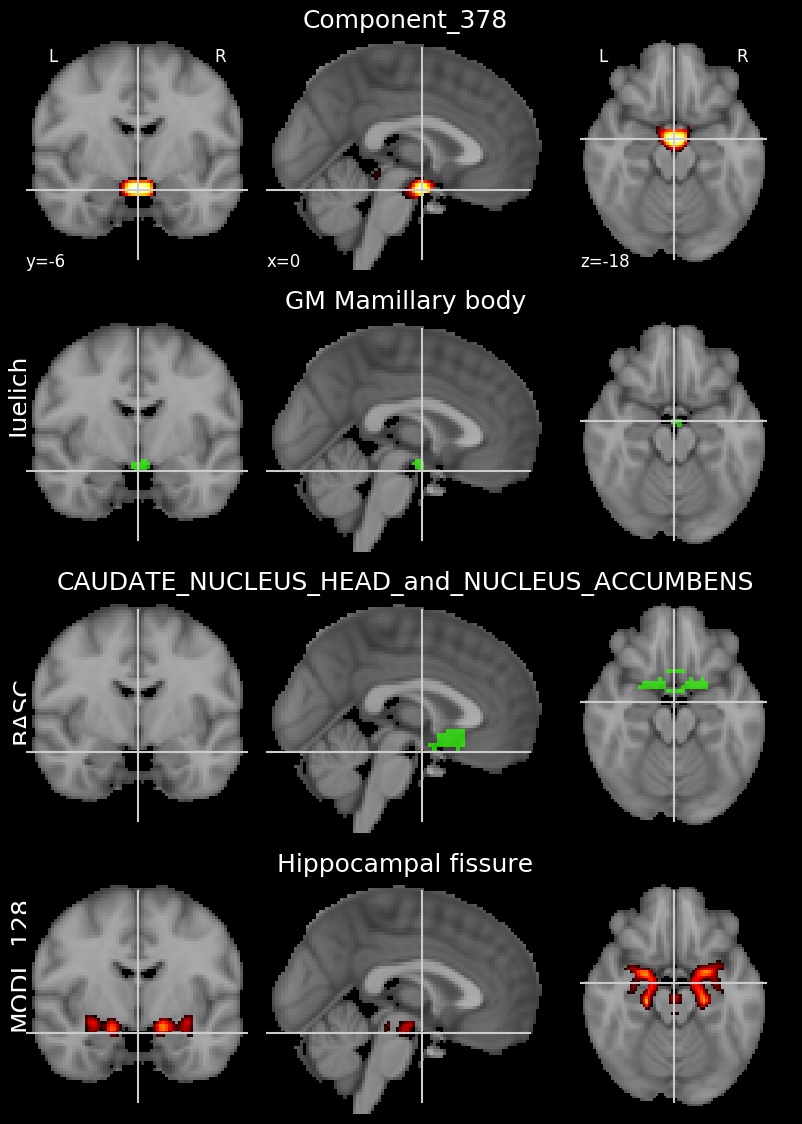 Component_378
L R L R
y=-6 x=0 z=-18
GM Mamillary body
Juelich
CAUDATE_NUCLEUS_HEAD_and_NUCLEUS_ACCUMBENS
BASC
Hippocampal fissure
MODL_128